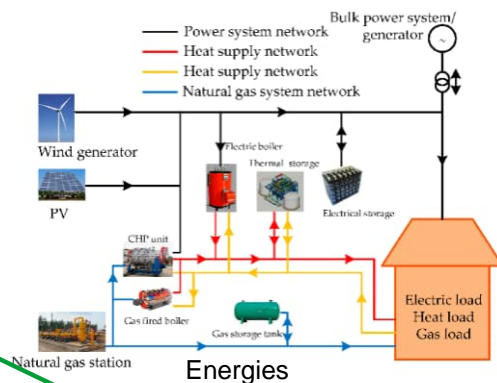 Bulk power system/
generator
Power system network
Heat supply network
Heat supply network
Natural gas system network
Wind generator
Electric boiler
Thermal storage
Electrical storage
PV
CHP unit
Gas fired boiler
Gas storage tank
Natural gas station
Electric load
Heat load
Gas load
Energies